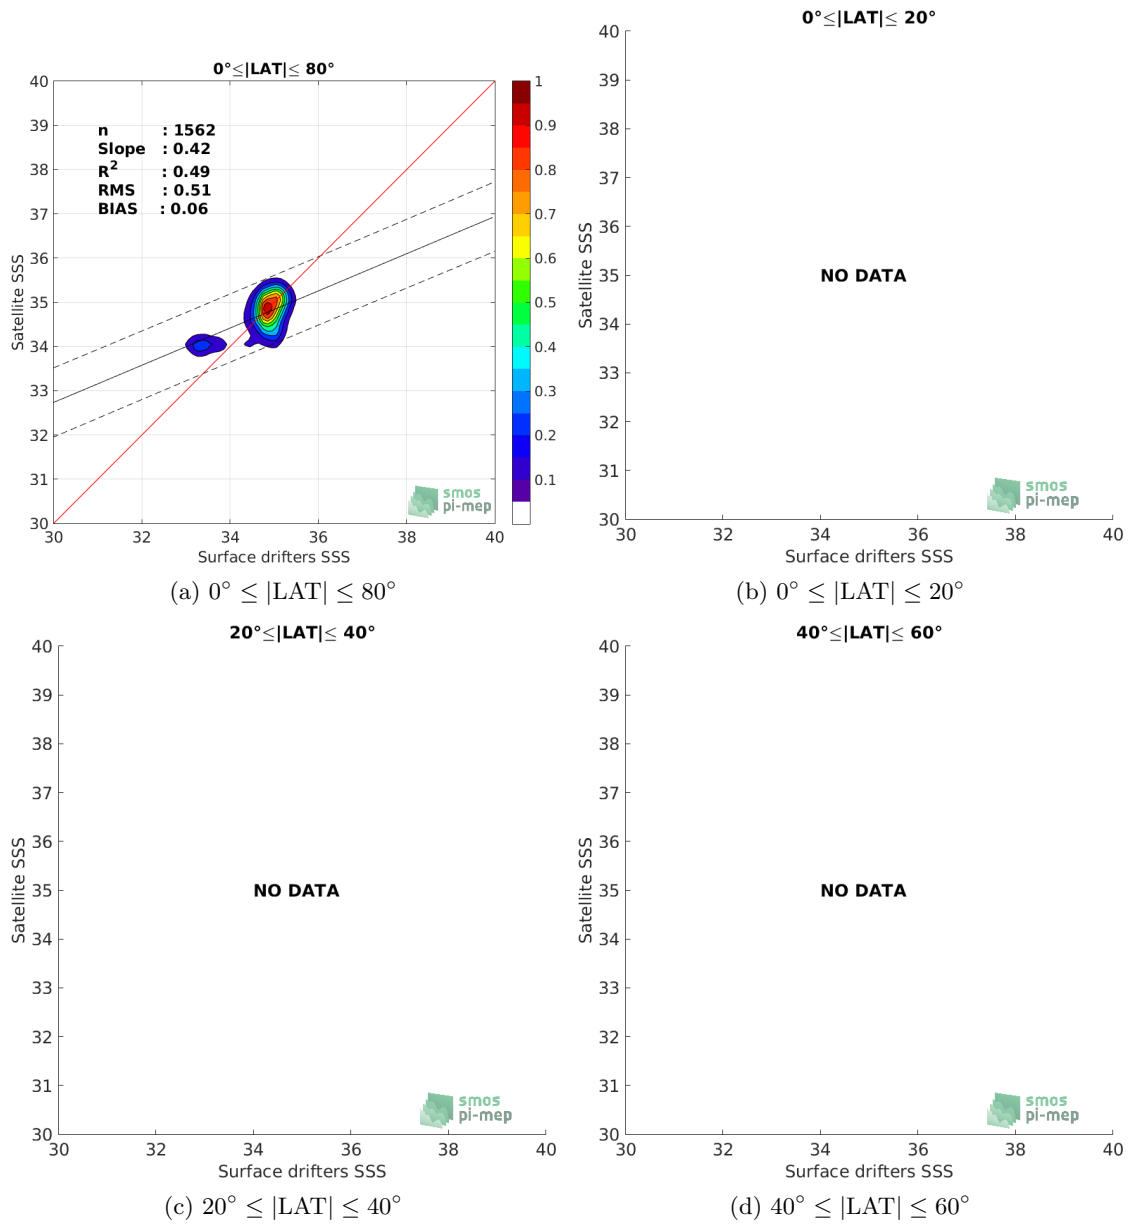 0°≤|LAT|≤ 80°
40
39
38
37
36
35
34
33
32
31
30
n : 1562
Slope : 0.42
R²: 0.49
RMS : 0.51
BIAS : 0.06
1
0.9
0.8
0.7
0.6
0.5
0.4
0.3
0.2
0.1
Satellite SSS
smos
pi-mep
30 32 34 36 38 40
Surface drifters SSS
(a) 0° ≤ |LAT| ≤ 80°
0°≤|LAT|≤ 20°
40
39
38
37
36
35
34
33
32
31
30
Satellite SSS
NO DATA
smos
pi-mep
30 32 34 36 38 40
Surface drifters SSS
(b) 0° ≤ |LAT| ≤ 20°
20°≤|LAT|≤ 40°
40
39
38
37
36
35
34
33
32
31
30
Satellite SSS
NO DATA
smos
pi-mep
30 32 34 36 38 40
Surface drifters SSS
(c) 20° ≤ |LAT| ≤ 40°
40°≤|LAT|≤ 60°
40
39
38
37
36
35
34
33
32
31
30
Satellite SSS
NO DATA
smos
pi-mep
30 32 34 36 38 40
Surface drifters SSS
(d) 40° ≤ |LAT| ≤ 60°